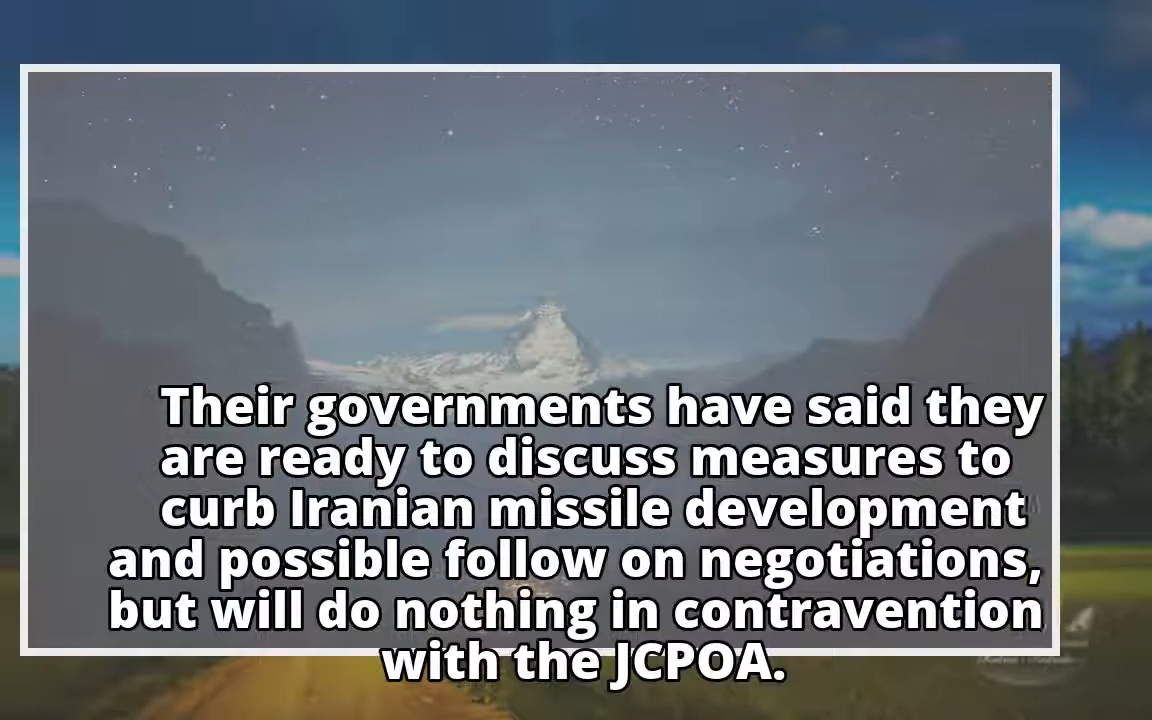 Their governments have said they
are ready to discuss measures to
curb Iranian missile development
and possible follow on negotiations,
but will do nothing in contravention
with the JCPOA.